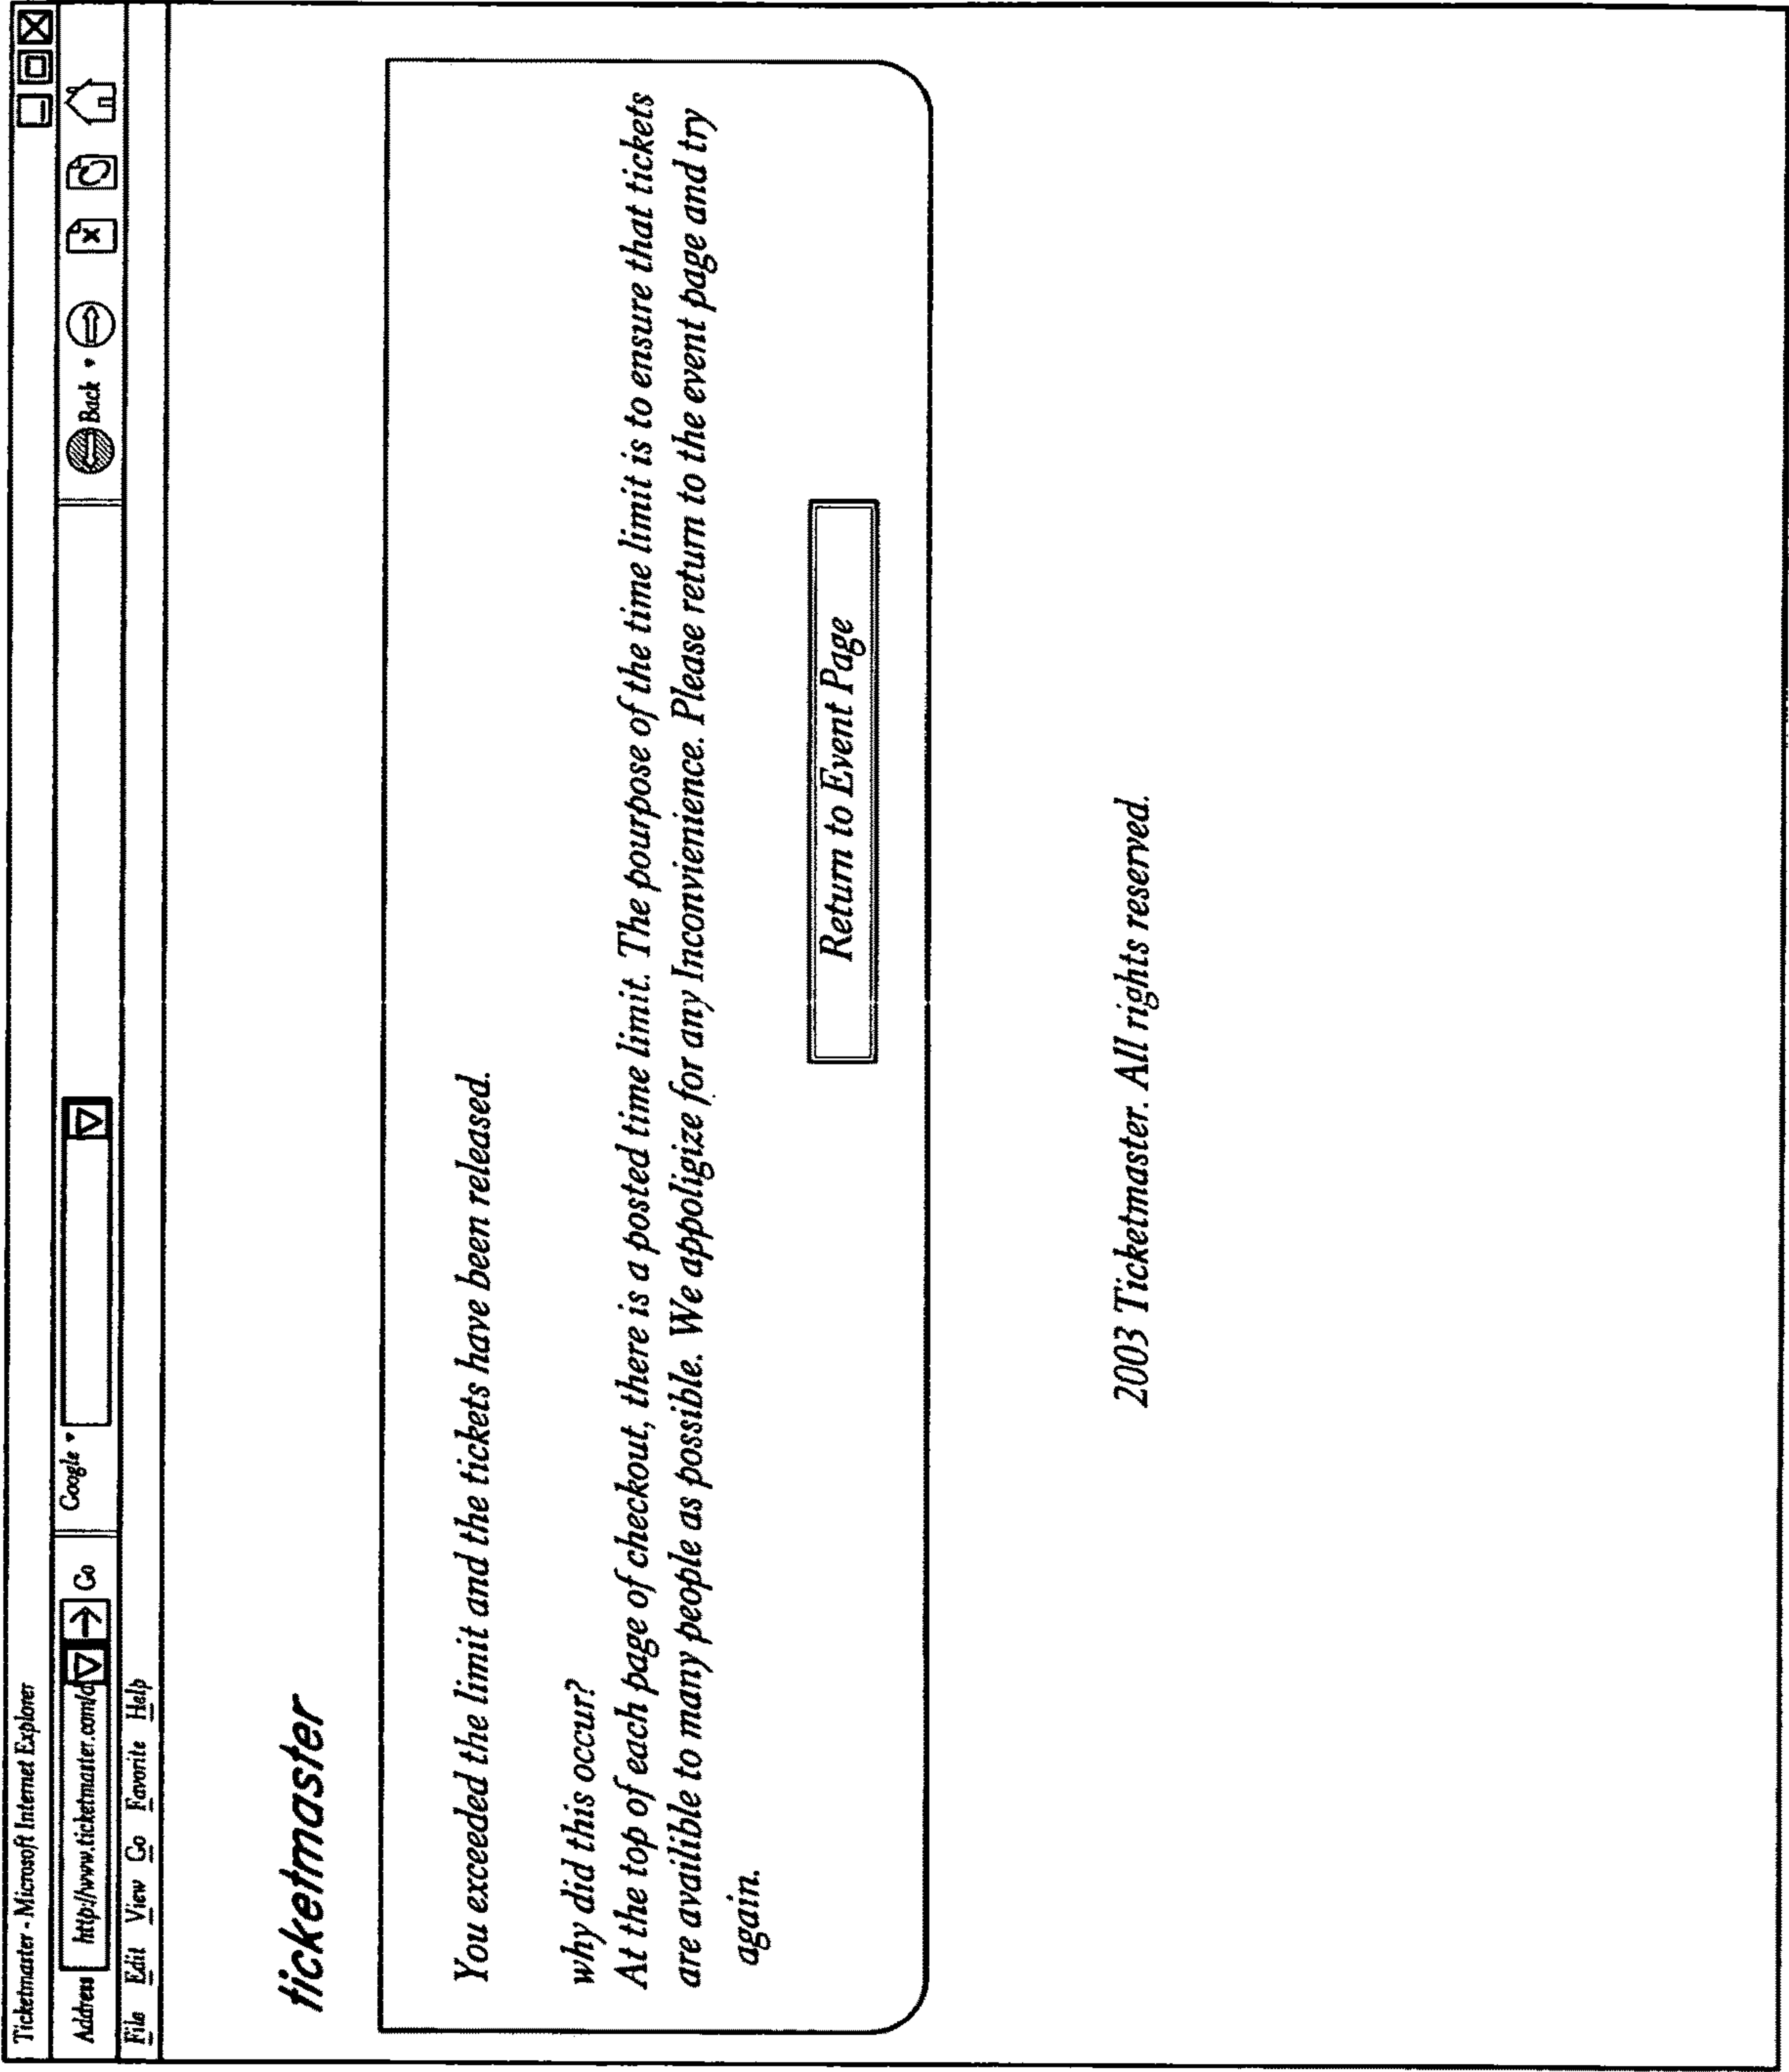 Ticketmaster - Microsoft Internet Explorer
Address http://www.ticketmaster.com/c Go Google Back
File Edit View Go Favorite Help
ticketmaster
You exceeded the limit and the tickets have been released.
why did this occur?
At the top of each page of checkout, there is a posted time limit. The pourpose of the time limit is to ensure that tickets
are availible to many people as possible. We appoligize for any Inconvienience. Please return to the event page and try
again.
Return to Event Page
2003 Ticketmaster. All rights reserved.